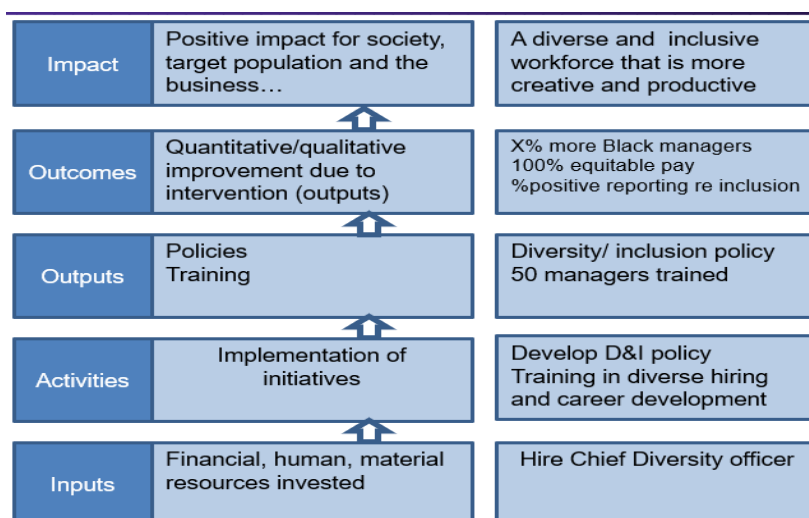 Impact
Positive impact for society,
target population and the
business…
A diverse and inclusive
workforce that is more
creative and productive
Outcomes
Quantitative/qualitative
improvement due to
intervention (outputs)
X% more Black managers
100% equitable pay
%positive reporting re inclusion
Outputs
Policies
Training
Diversity/ inclusion policy
50 managers trained
Activities
Implementation of
initiatives
Develop D&I policy
Training in diverse hiring
and career development
Inputs
Financial, human, material
resources invested
Hire Chief Diversity officer